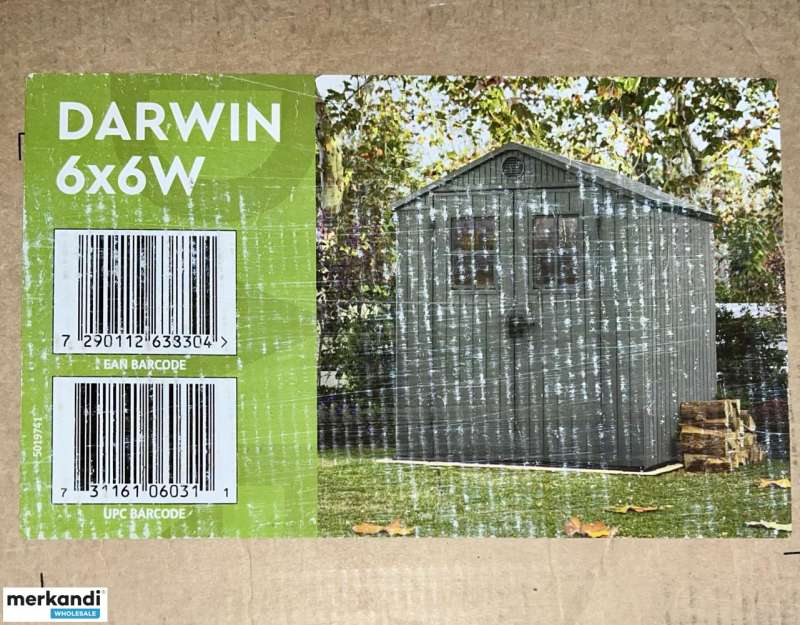 DARWIN
6x6W
7 290112 633304 >
EAN BARCODE
7 31161 06031 1
UPC BARCODE
5019741
merkandi
WHOLESALE